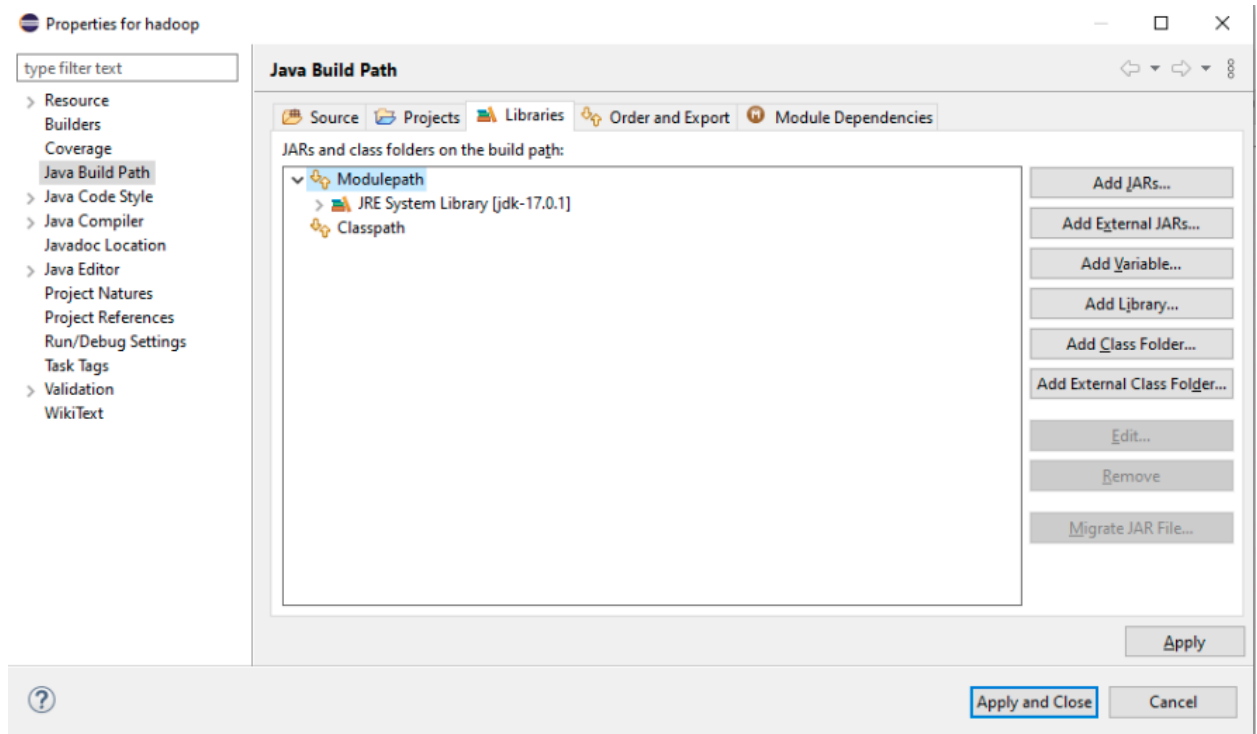 Properties for hadoop
type filter text
Resource
Builders
Coverage
Java Build Path
Java Code Style
Java Compiler
Javadoc Location
Java Editor
Project Natures
Project References
Run/Debug Settings
Task Tags
Validation
WikiText
Java Build Path
Source Projects Libraries Order and Export Module Dependencies
JARs and class folders on the build path:
Modulepath
JRE System Library [jdk-17.0.1]
Classpath
Add JARs...
Add External JARs...
Add Variable...
Add Library...
Add Class Folder...
Add External Class Folder...
Edit...
Remove
Migrate JAR File...
Apply
?
Apply and Close Cancel